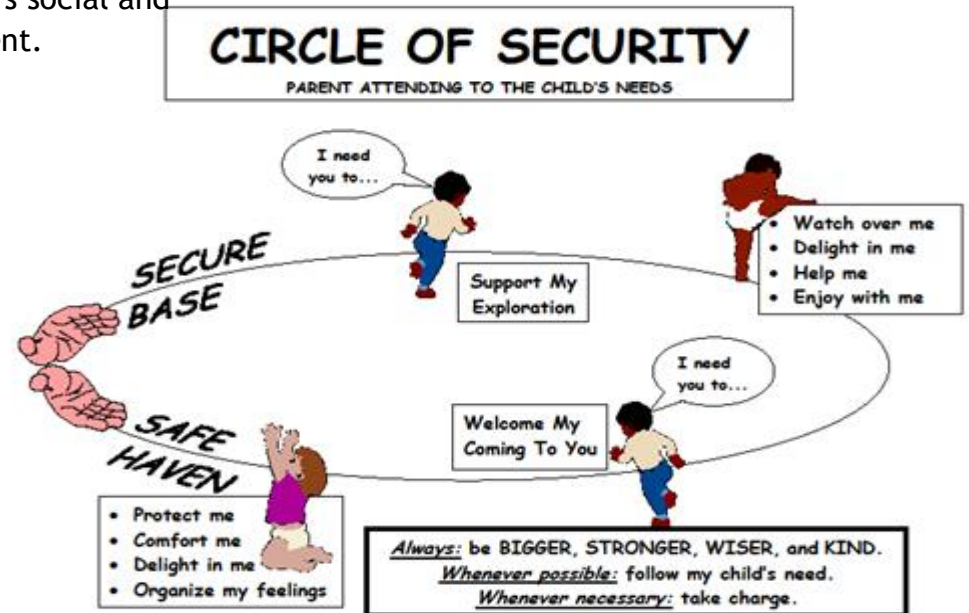 s social and
ent.
CIRCLE OF SECURITY
PARENT ATTENDING TO THE CHILD'S NEEDS
I need
you to...
SECURE
BASE
Support My
Exploration
• Watch over me
• Delight in me
• Help me
• Enjoy with me
I need
you to...
Welcome My
Coming To You
SAFE
HAVEN
• Protect me
• Comfort me
• Delight in me
• Organize my feelings
Always: be BIGGER, STRONGER, WISER, and KIND.
Whenever possible: follow my child's need.
Whenever necessary: take charge.